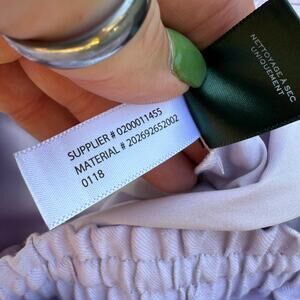 NETTOYAGE À SEC
UNIQUEMENT
SUPPLIER # 0200011455
MATERIAL # 202692652002
0118